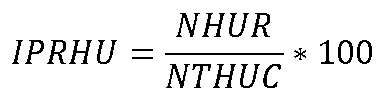 IPRHU = NHUR / NTHUC * 100